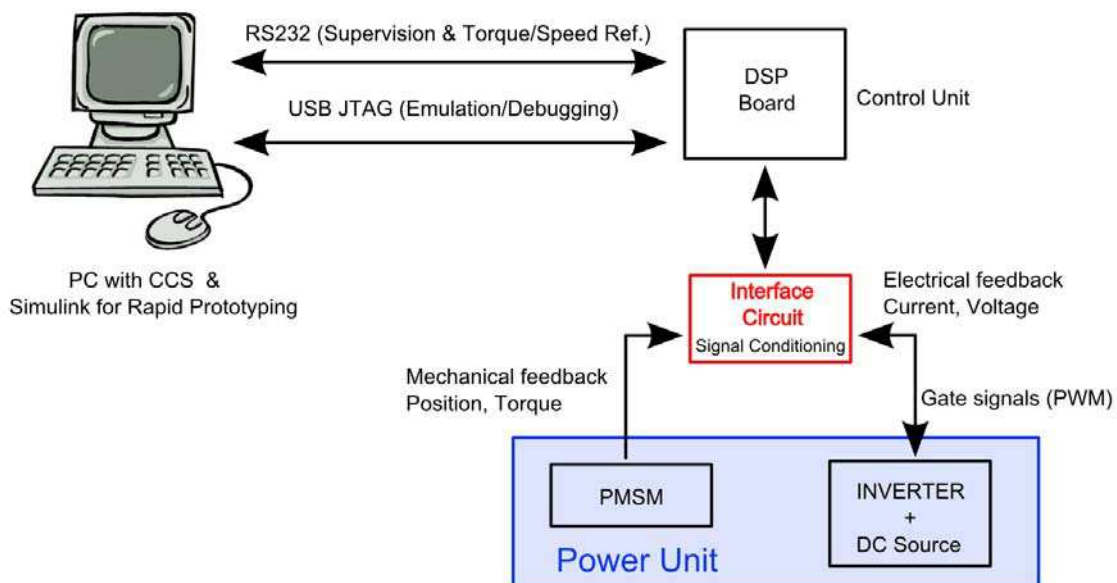 RS232 (Supervision & Torque/Speed Ref.)
USB JTAG (Emulation/Debugging)
DSP
Board
Control Unit
PC with CCS &
Simulink for Rapid Prototyping
Interface
Circuit
Signal Conditioning
Electrical feedback
Current, Voltage
Mechanical feedback
Position, Torque
Gate signals (PWM)
PMSM
INVERTER
+
DC Source
Power Unit